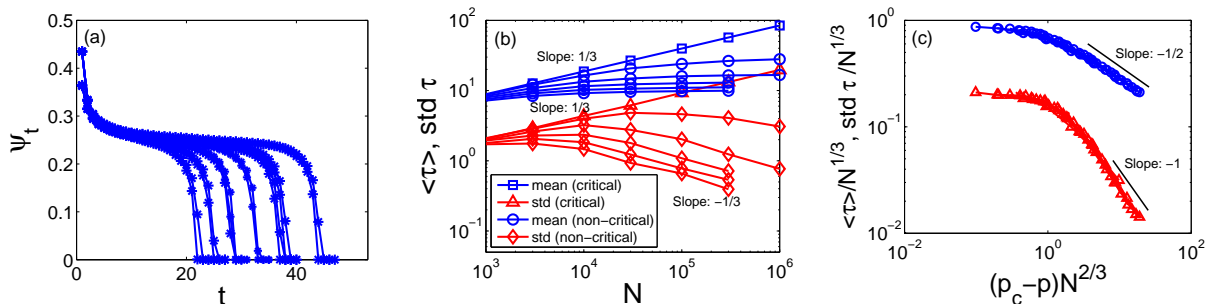 (a)
ψt
0.5
0.4
0.3
0.2
0.1
0
0 20 40
t
(b)
<τ>, std τ
10^2
10^1
10^0
10^−1
Slope: 1/3
Slope: 1/3
Slope: −1/3
mean (critical)
std (critical)
mean (non−critical)
std (non−critical)
10^3 10^4 10^5 10^6
N
(c)
<τ>/N^1/3, std τ /N^1/3
10^0
10^−1
10^−2
Slope: −1/2
Slope: −1
10^−2 10^0 10^2
(pc−p)N^2/3